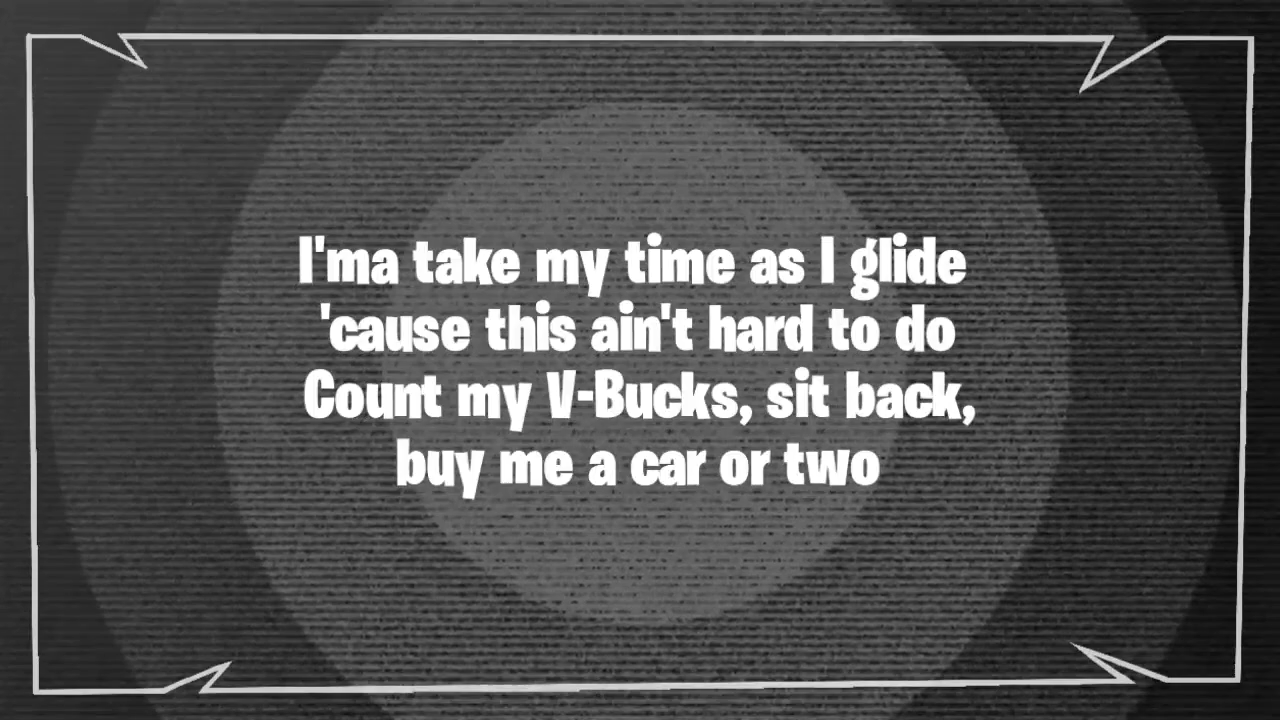 I'ma take my time as I glide
'cause this ain't hard to do
Count my V-Bucks, sit back,
buy me a car or two